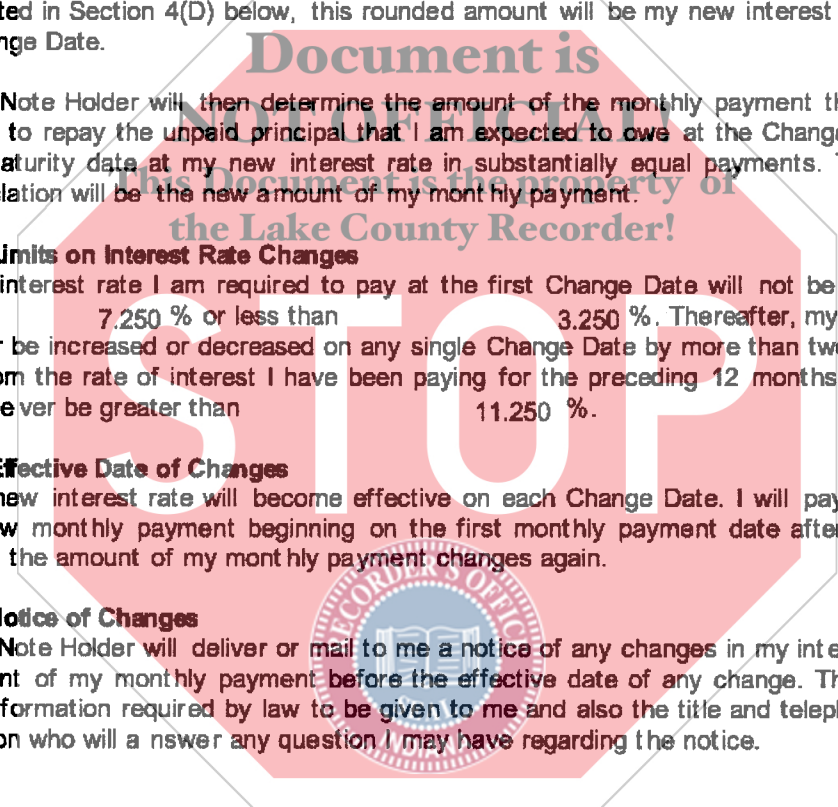 ted in Section 4(D) below, this rounded amount will be my new interest
nge Date.
Document is
Note Holder will then determine the amount of the monthly payment th
NOT OFFICIAL!
to repay the unpaid principal that I am expected to owe at the Change
aturity date at my new interest rate in substantially equal payments.
This Document is the property of
lation will be the new amount of my monthly payment.
the Lake County Recorder!
imits on Interest Rate Changes
interest rate I am required to pay at the first Change Date will not be
7.250 % or less than 3.250 %. Thereafter, my
r be increased or decreased on any single Change Date by more than two
om the rate of interest I have been paying for the preceding 12 months
ever be greater than 11.250 %.
STOP
ffective Date of Changes
new interest rate will become effective on each Change Date. I will pay
w monthly payment beginning on the first monthly payment date after
the amount of my monthly payment changes again.
RECORDER'S OFFICE
lotice of Changes
Note Holder will deliver or mail to me a notice of any changes in my inte
nt of my monthly payment before the effective date of any change. Th
formation required by law to be given to me and also the title and teleph
on who will answer any question I may have regarding the notice.
INDIANA